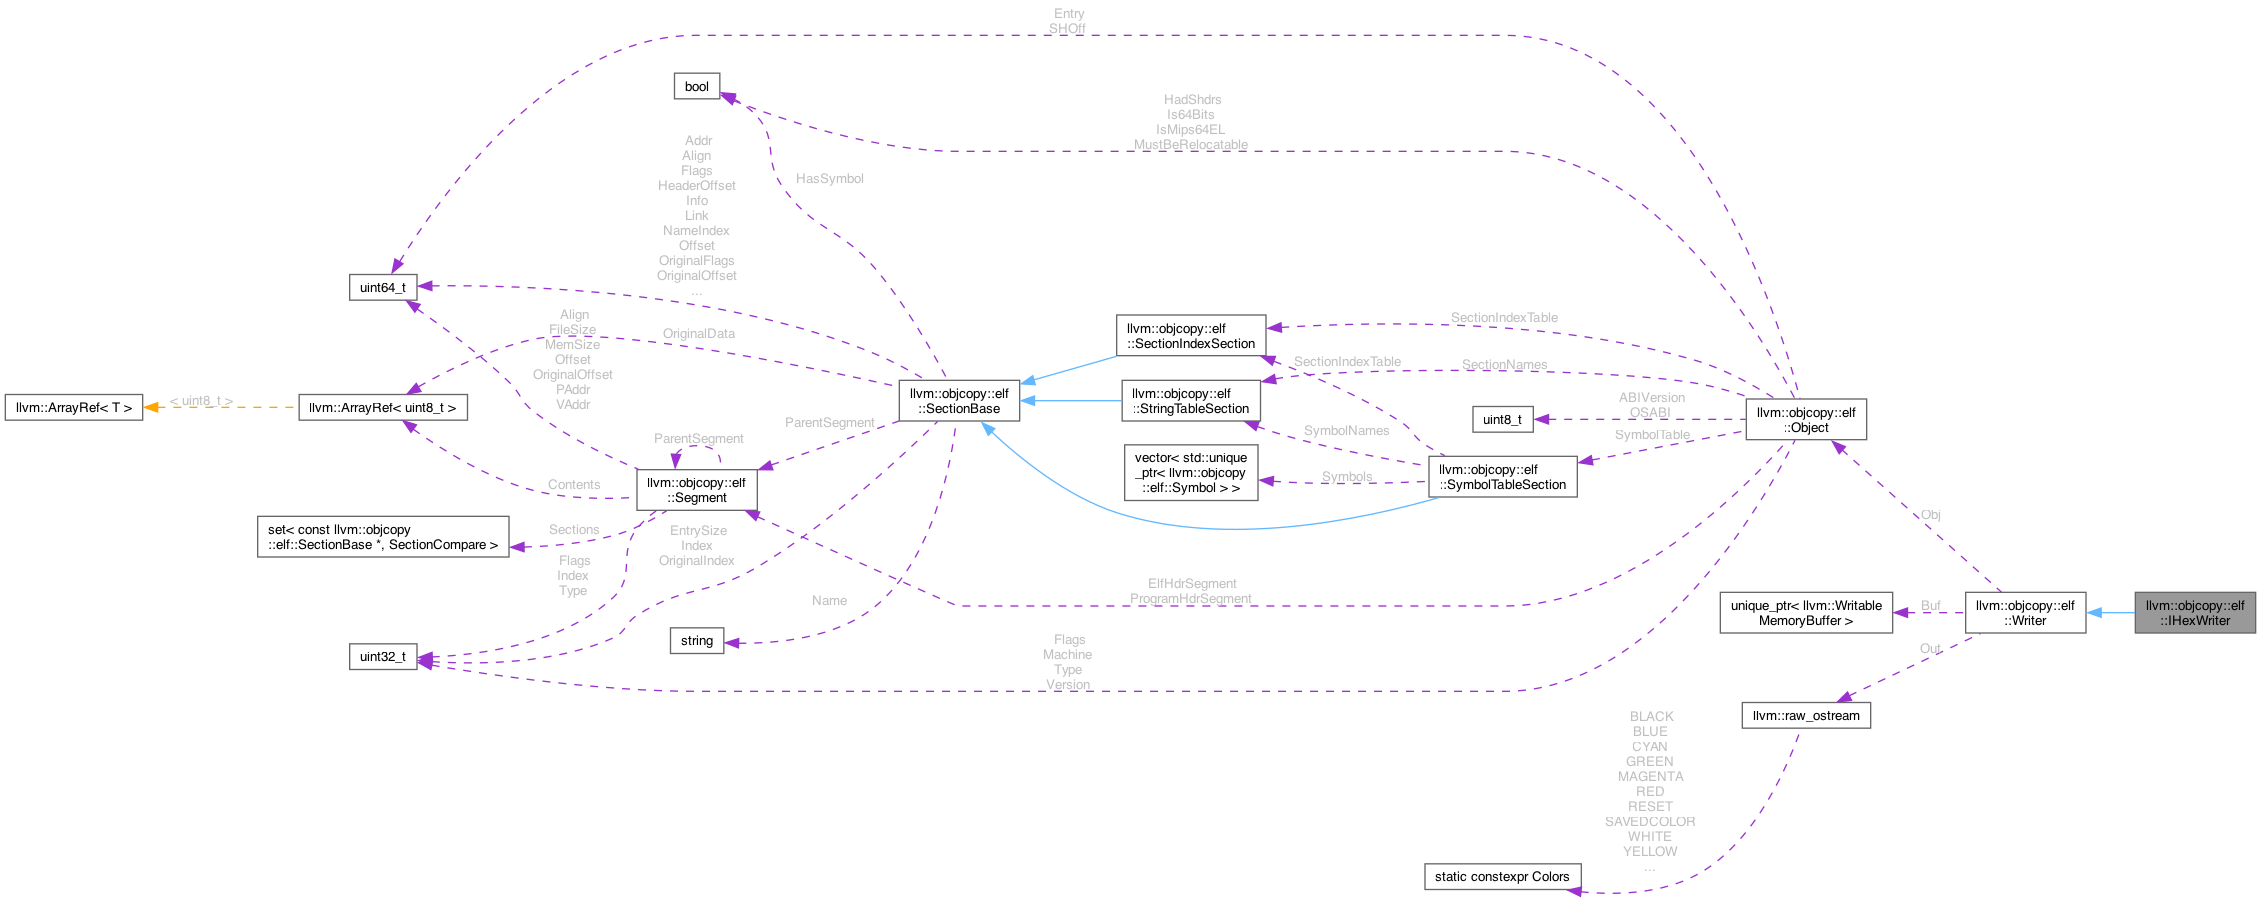 Entry
SHOff
bool
HadShdrs
Is64Bits
IsMips64EL
MustBeRelocatable
Addr
Align
Flags
HeaderOffset
Info
Link
NameIndex
Offset
OriginalFlags
OriginalOffset
...
HasSymbol
uint64_t
Align
FileSize
MemSize
Offset
OriginalOffset
PAddr
VAddr
OriginalData
llvm::objcopy::elf
::SectionIndexSection
SectionIndexTable
SectionIndexTable
SectionNames
llvm::ArrayRef< T >
< uint8_t >
llvm::ArrayRef< uint8_t >
llvm::objcopy::elf
::SectionBase
llvm::objcopy::elf
::StringTableSection
uint8_t
ABIVersion
OSABI
llvm::objcopy::elf
::Object
ParentSegment
ParentSegment
SymbolNames
SymbolTable
vector< std::unique
_ptr< llvm::objcopy
::elf::Symbol > >
Symbols
llvm::objcopy::elf
::SymbolTableSection
Contents
llvm::objcopy::elf
::Segment
set< const llvm::objcopy
::elf::SectionBase *, SectionCompare >
Sections
EntrySize
Index
OriginalIndex
Obj
Flags
Index
Type
Name
ElfHdrSegment
ProgramHdrSegment
unique_ptr< llvm::Writable
MemoryBuffer >
Buf
llvm::objcopy::elf
::Writer
llvm::objcopy::elf
::IHexWriter
uint32_t
string
Flags
Machine
Type
Version
Out
llvm::raw_ostream
BLACK
BLUE
CYAN
GREEN
MAGENTA
RED
RESET
SAVEDCOLOR
WHITE
YELLOW
...
static constexpr Colors